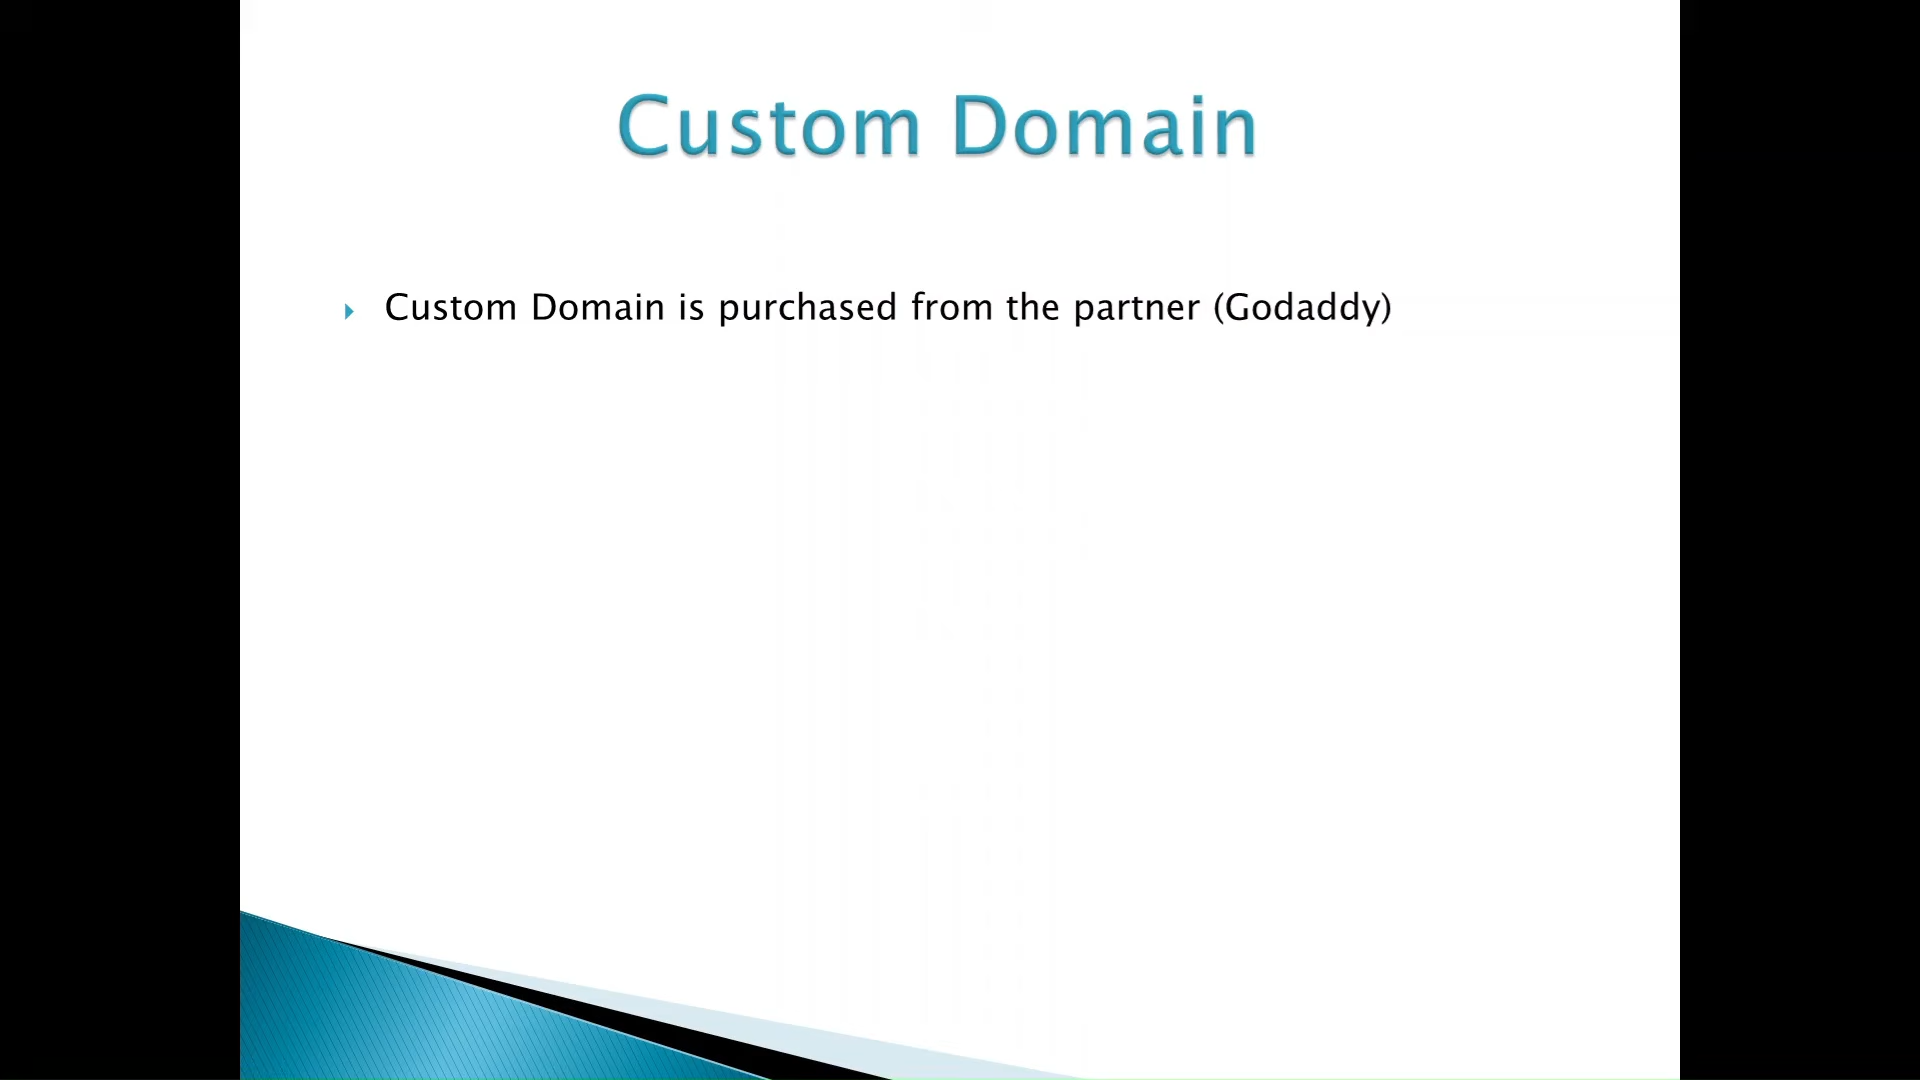 Custom Domain
Custom Domain is purchased from the partner (Godaddy)